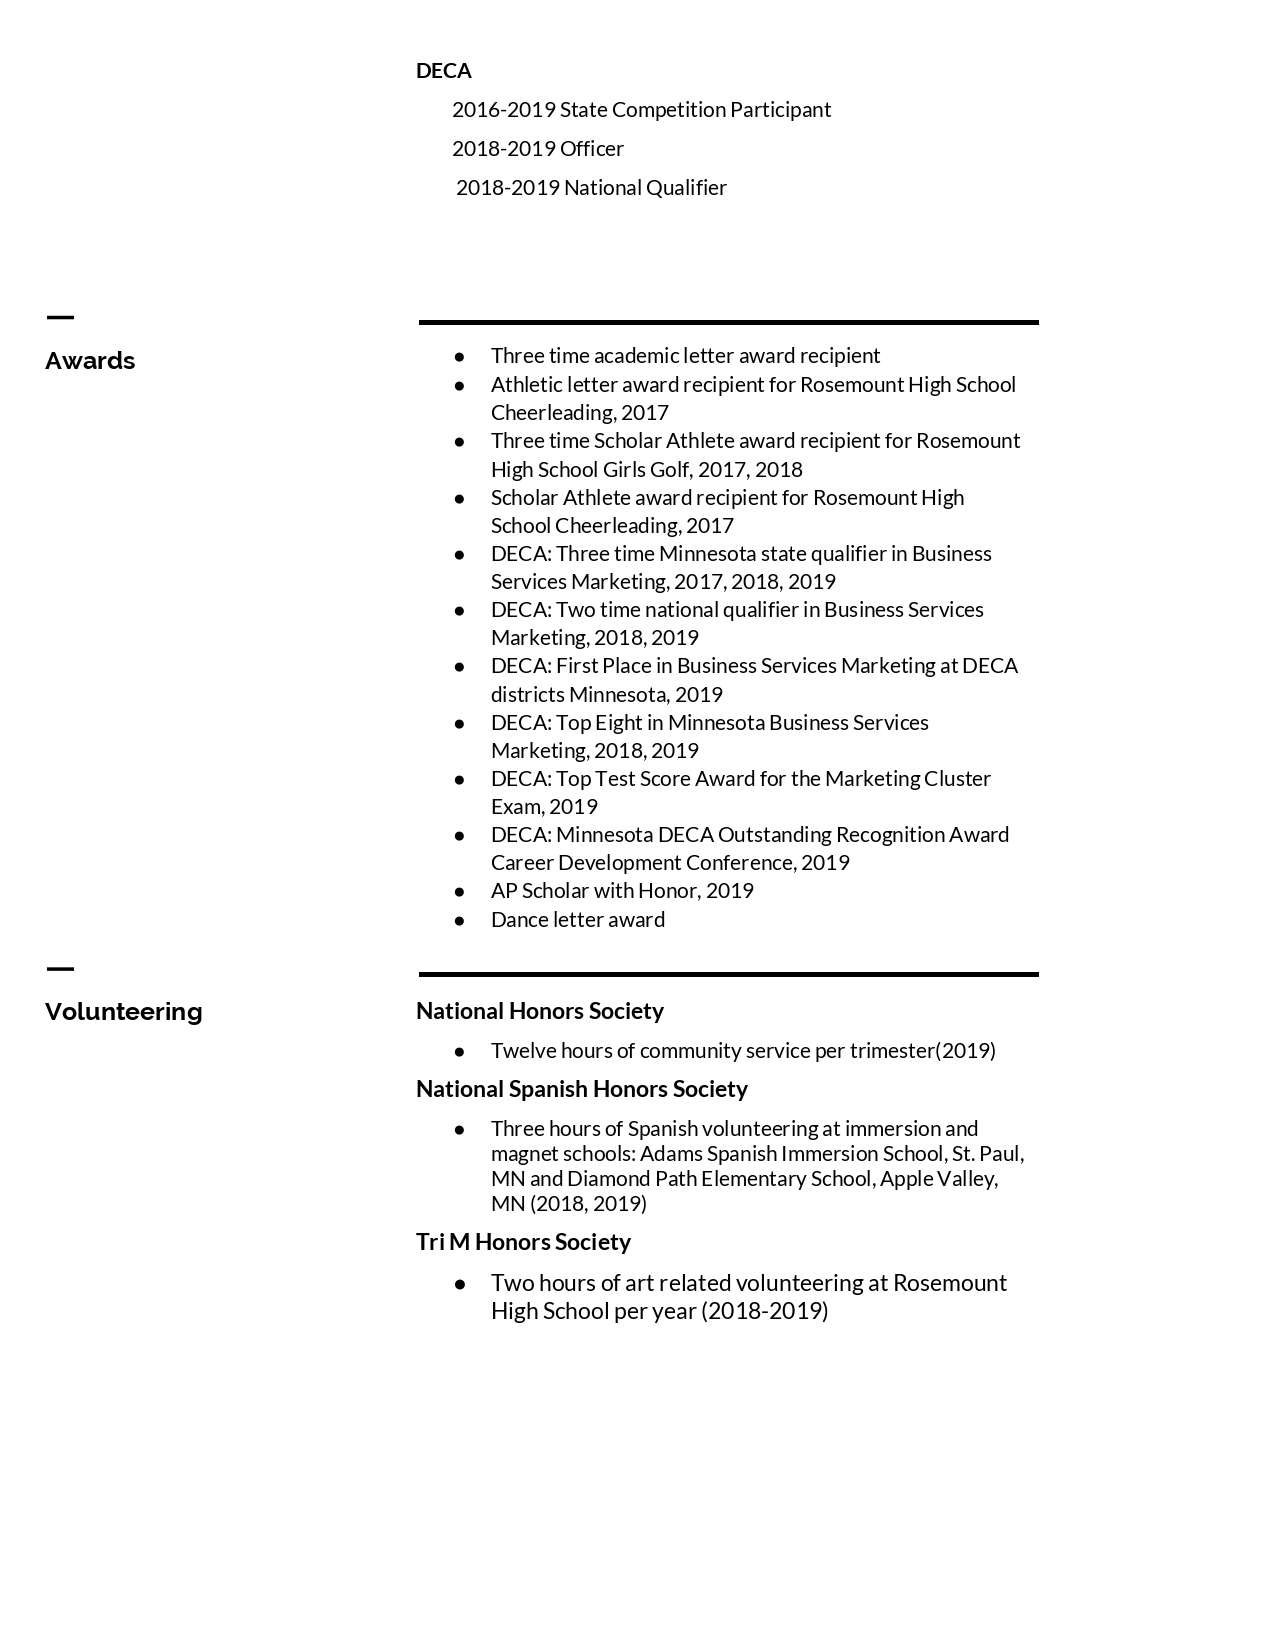 DECA
2016-2019 State Competition Participant
2018-2019 Officer
2018-2019 National Qualifier
Awards
● Three time academic letter award recipient
● Athletic letter award recipient for Rosemount High School
Cheerleading, 2017
● Three time Scholar Athlete award recipient for Rosemount
High School Girls Golf, 2017, 2018
● Scholar Athlete award recipient for Rosemount High
School Cheerleading, 2017
● DECA: Three time Minnesota state qualifier in Business
Services Marketing, 2017, 2018, 2019
● DECA: Two time national qualifier in Business Services
Marketing, 2018, 2019
● DECA: First Place in Business Services Marketing at DECA
districts Minnesota, 2019
● DECA: Top Eight in Minnesota Business Services
Marketing, 2018, 2019
● DECA: Top Test Score Award for the Marketing Cluster
Exam, 2019
● DECA: Minnesota DECA Outstanding Recognition Award
Career Development Conference, 2019
● AP Scholar with Honor, 2019
● Dance letter award
Volunteering
National Honors Society
● Twelve hours of community service per trimester(2019)
National Spanish Honors Society
● Three hours of Spanish volunteering at immersion and
magnet schools: Adams Spanish Immersion School, St. Paul,
MN and Diamond Path Elementary School, Apple Valley,
MN (2018, 2019)
Tri M Honors Society
● Two hours of art related volunteering at Rosemount
High School per year (2018-2019)